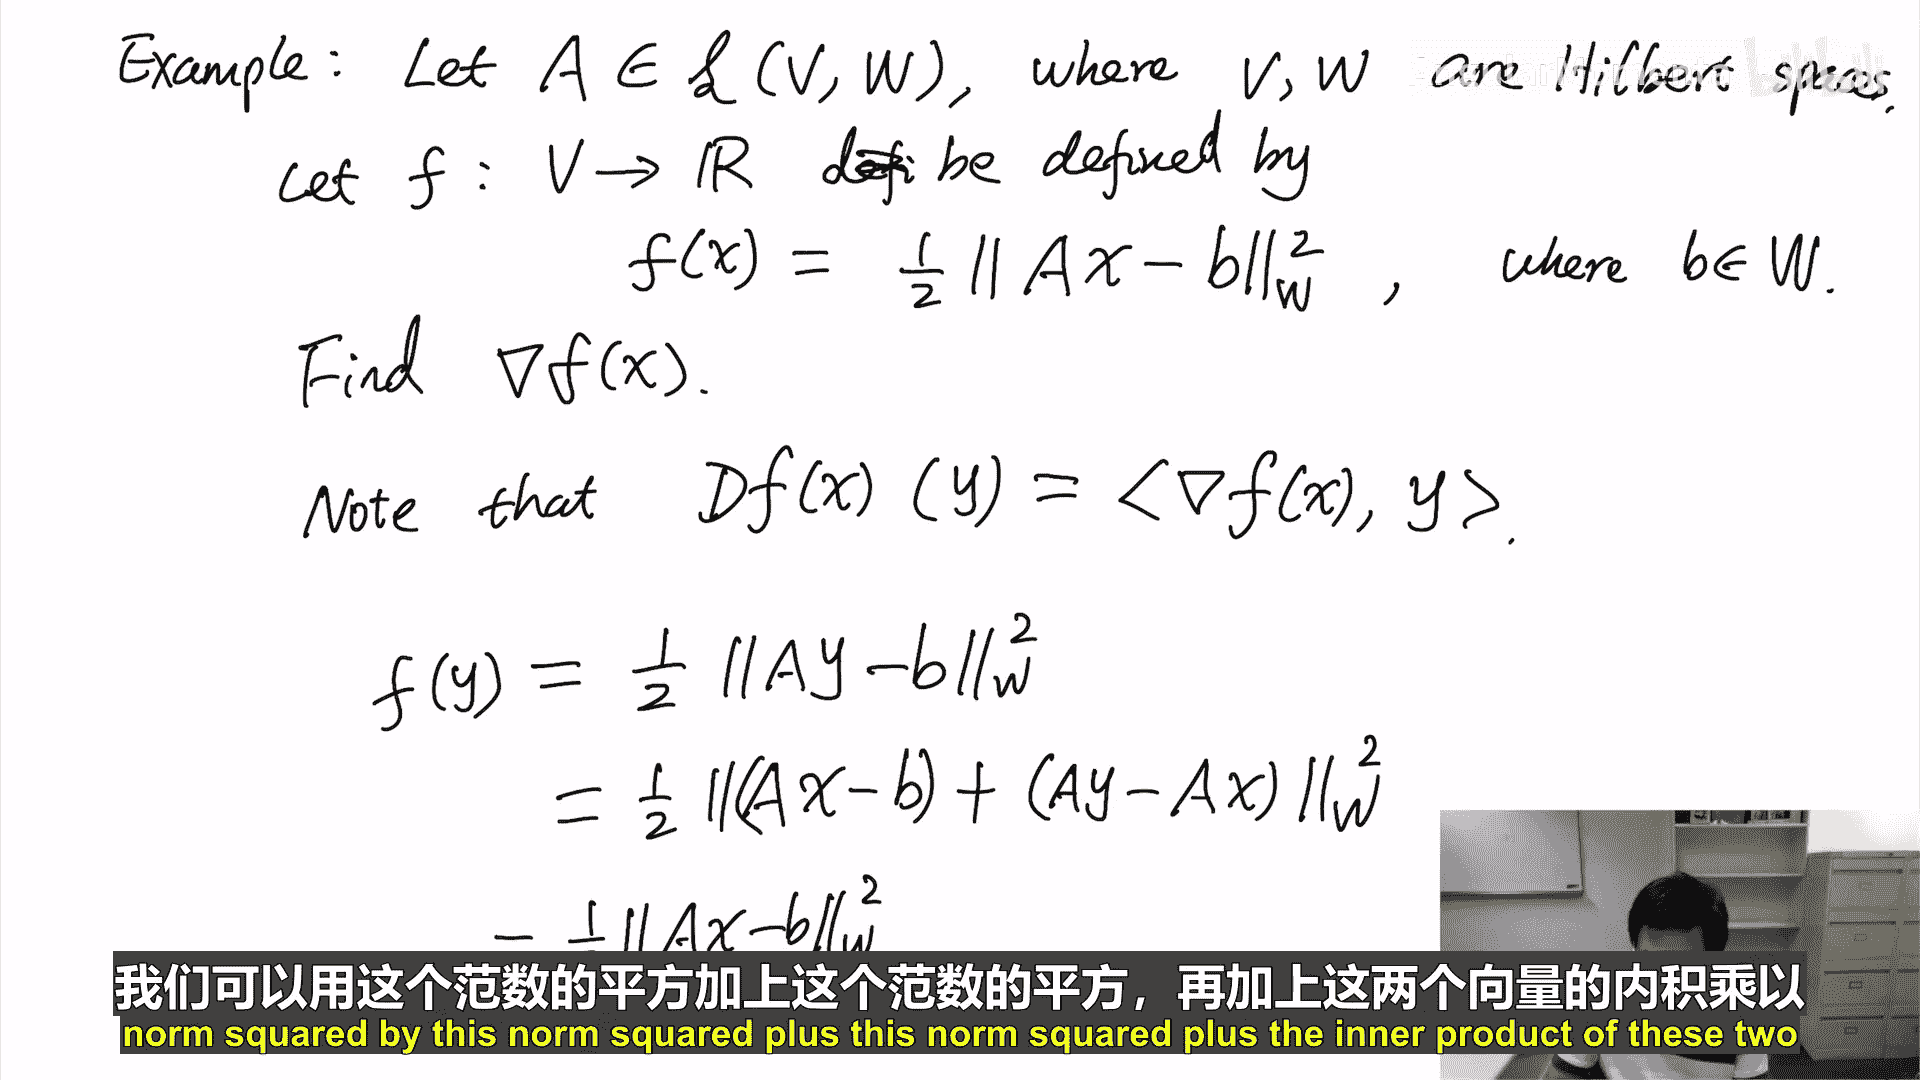 Example: Let A ∈ ℒ(V, W), where V, W are Hilbert spaces.
Let f : V → ℝ be defined by
f(x) = 1/2 ‖Ax − b‖²_W , where b ∈ W.
Find ∇f(x).
Note that Df(x)(y) = <∇f(x), y>.
f(y) = 1/2 ‖Ay − b‖²_W
= 1/2 ‖(Ax − b) + (Ay − Ax)‖²_W
= 1/2 ‖Ax − b‖²_W
我们可以用这个范数的平方加上这个范数的平方，再加上这两个向量的内积乘以
norm squared by this norm squared plus this norm squared plus the inner product of these two